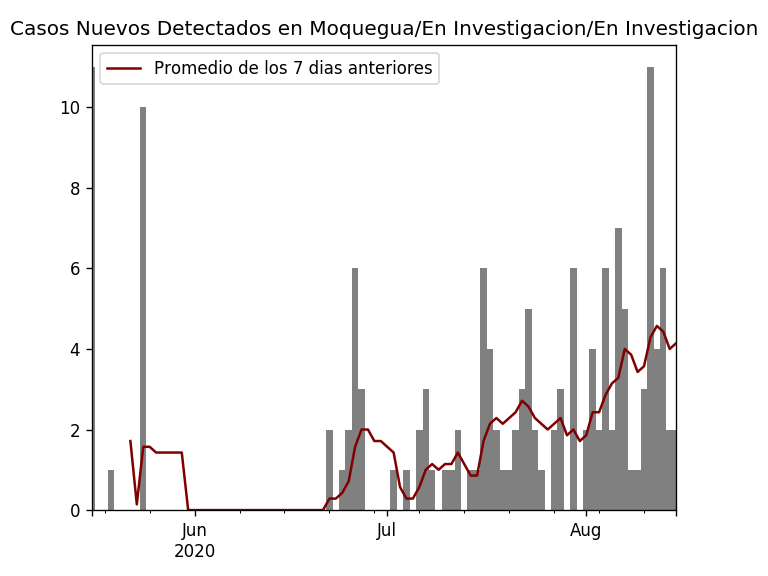 Casos Nuevos Detectados en Moquegua/En Investigacion/En Investigacion
Promedio de los 7 dias anteriores
10
8
6
4
2
0
Jun
2020
Jul
Aug